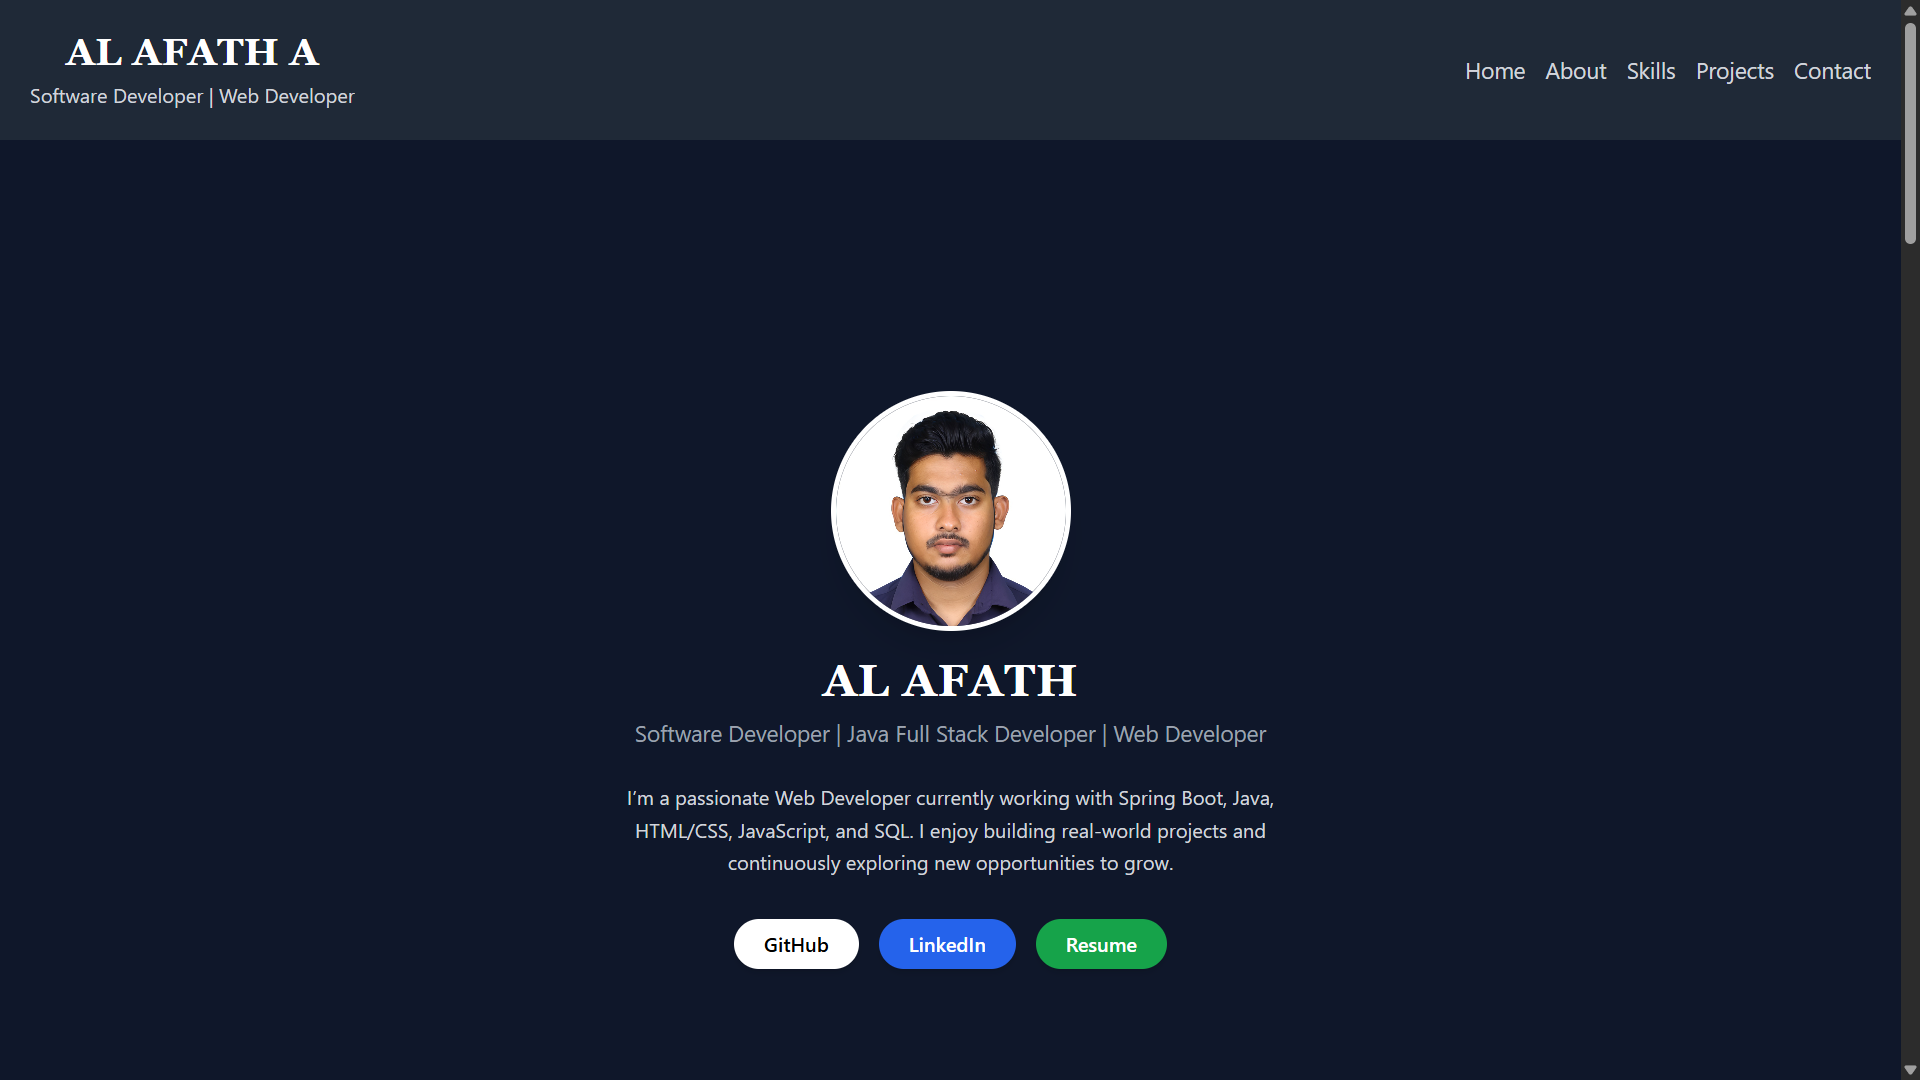 AL AFATH A
Software Developer | Web Developer
Home About Skills Projects Contact
AL AFATH
Software Developer | Java Full Stack Developer | Web Developer
I’m a passionate Web Developer currently working with Spring Boot, Java,
HTML/CSS, JavaScript, and SQL. I enjoy building real-world projects and
continuously exploring new opportunities to grow.
GitHub LinkedIn Resume